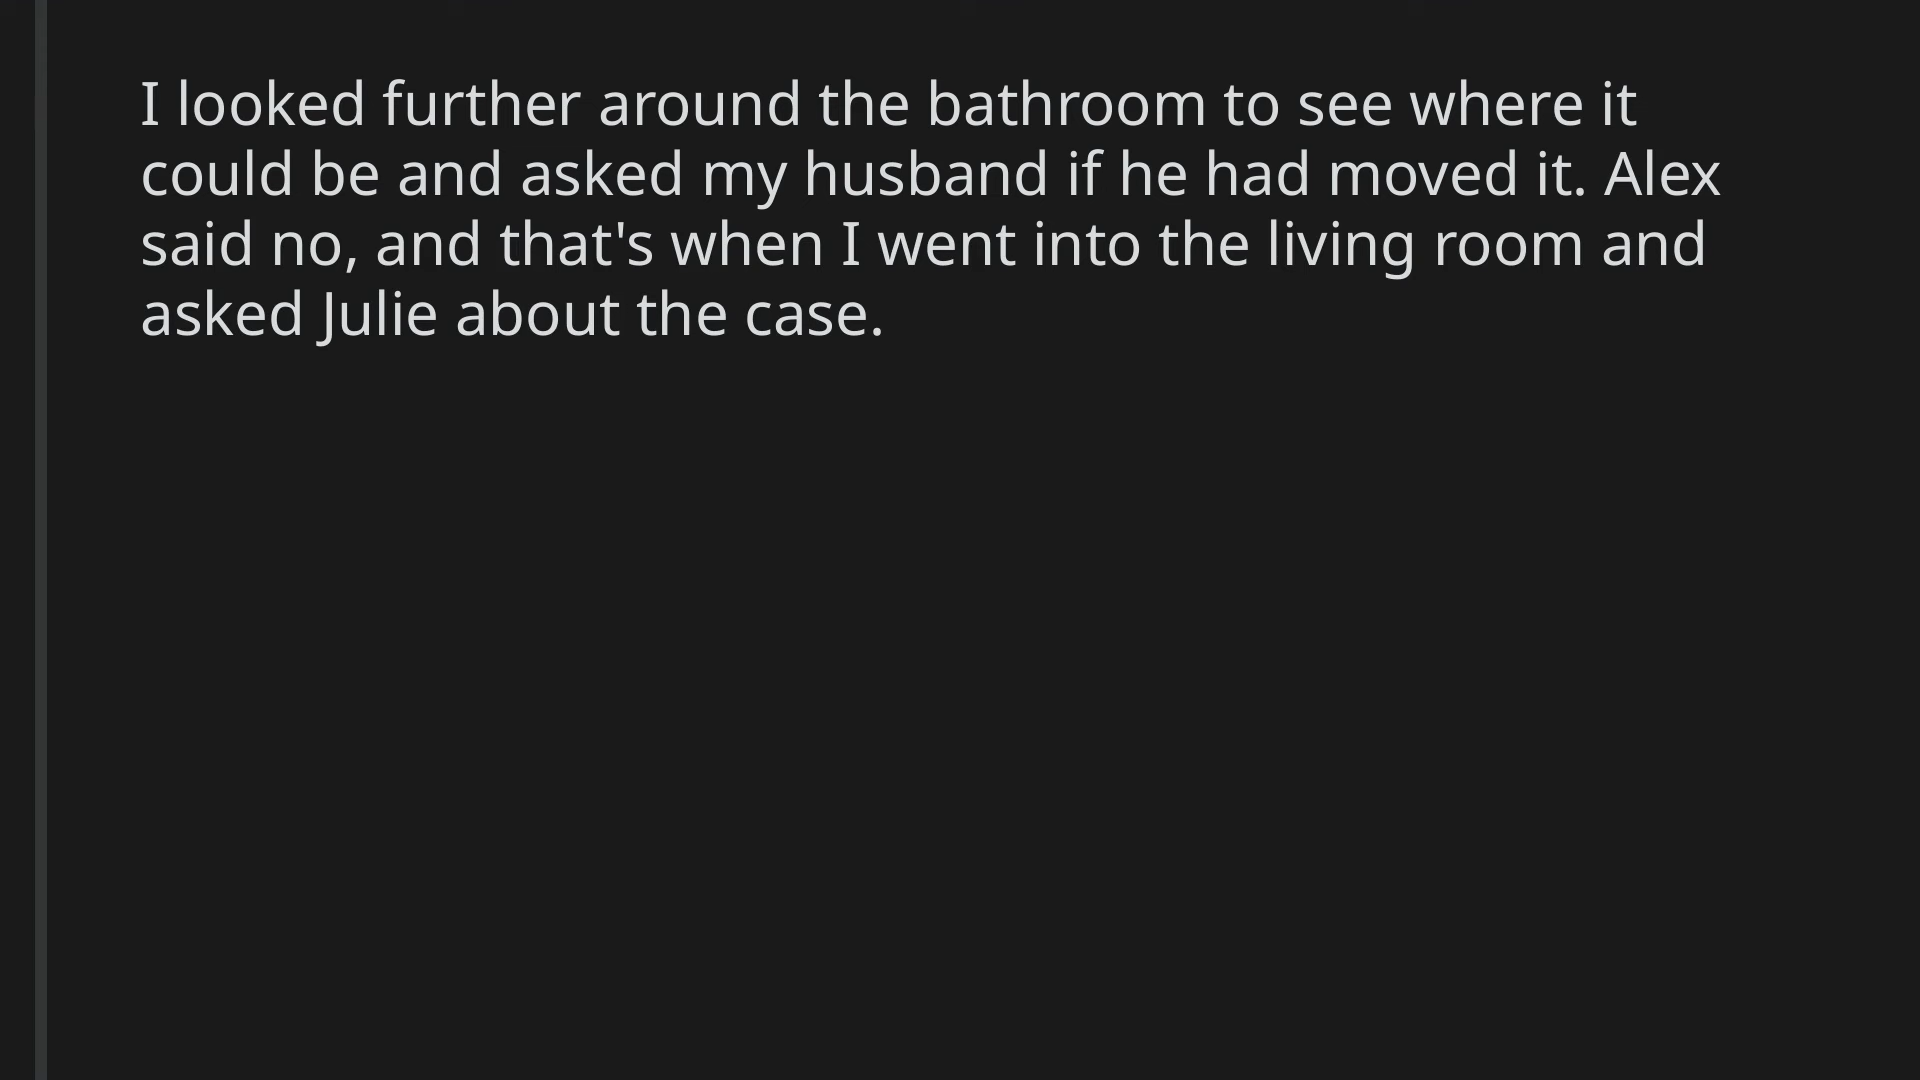 I looked further around the bathroom to see where it
could be and asked my husband if he had moved it. Alex
said no, and that's when I went into the living room and
asked Julie about the case.